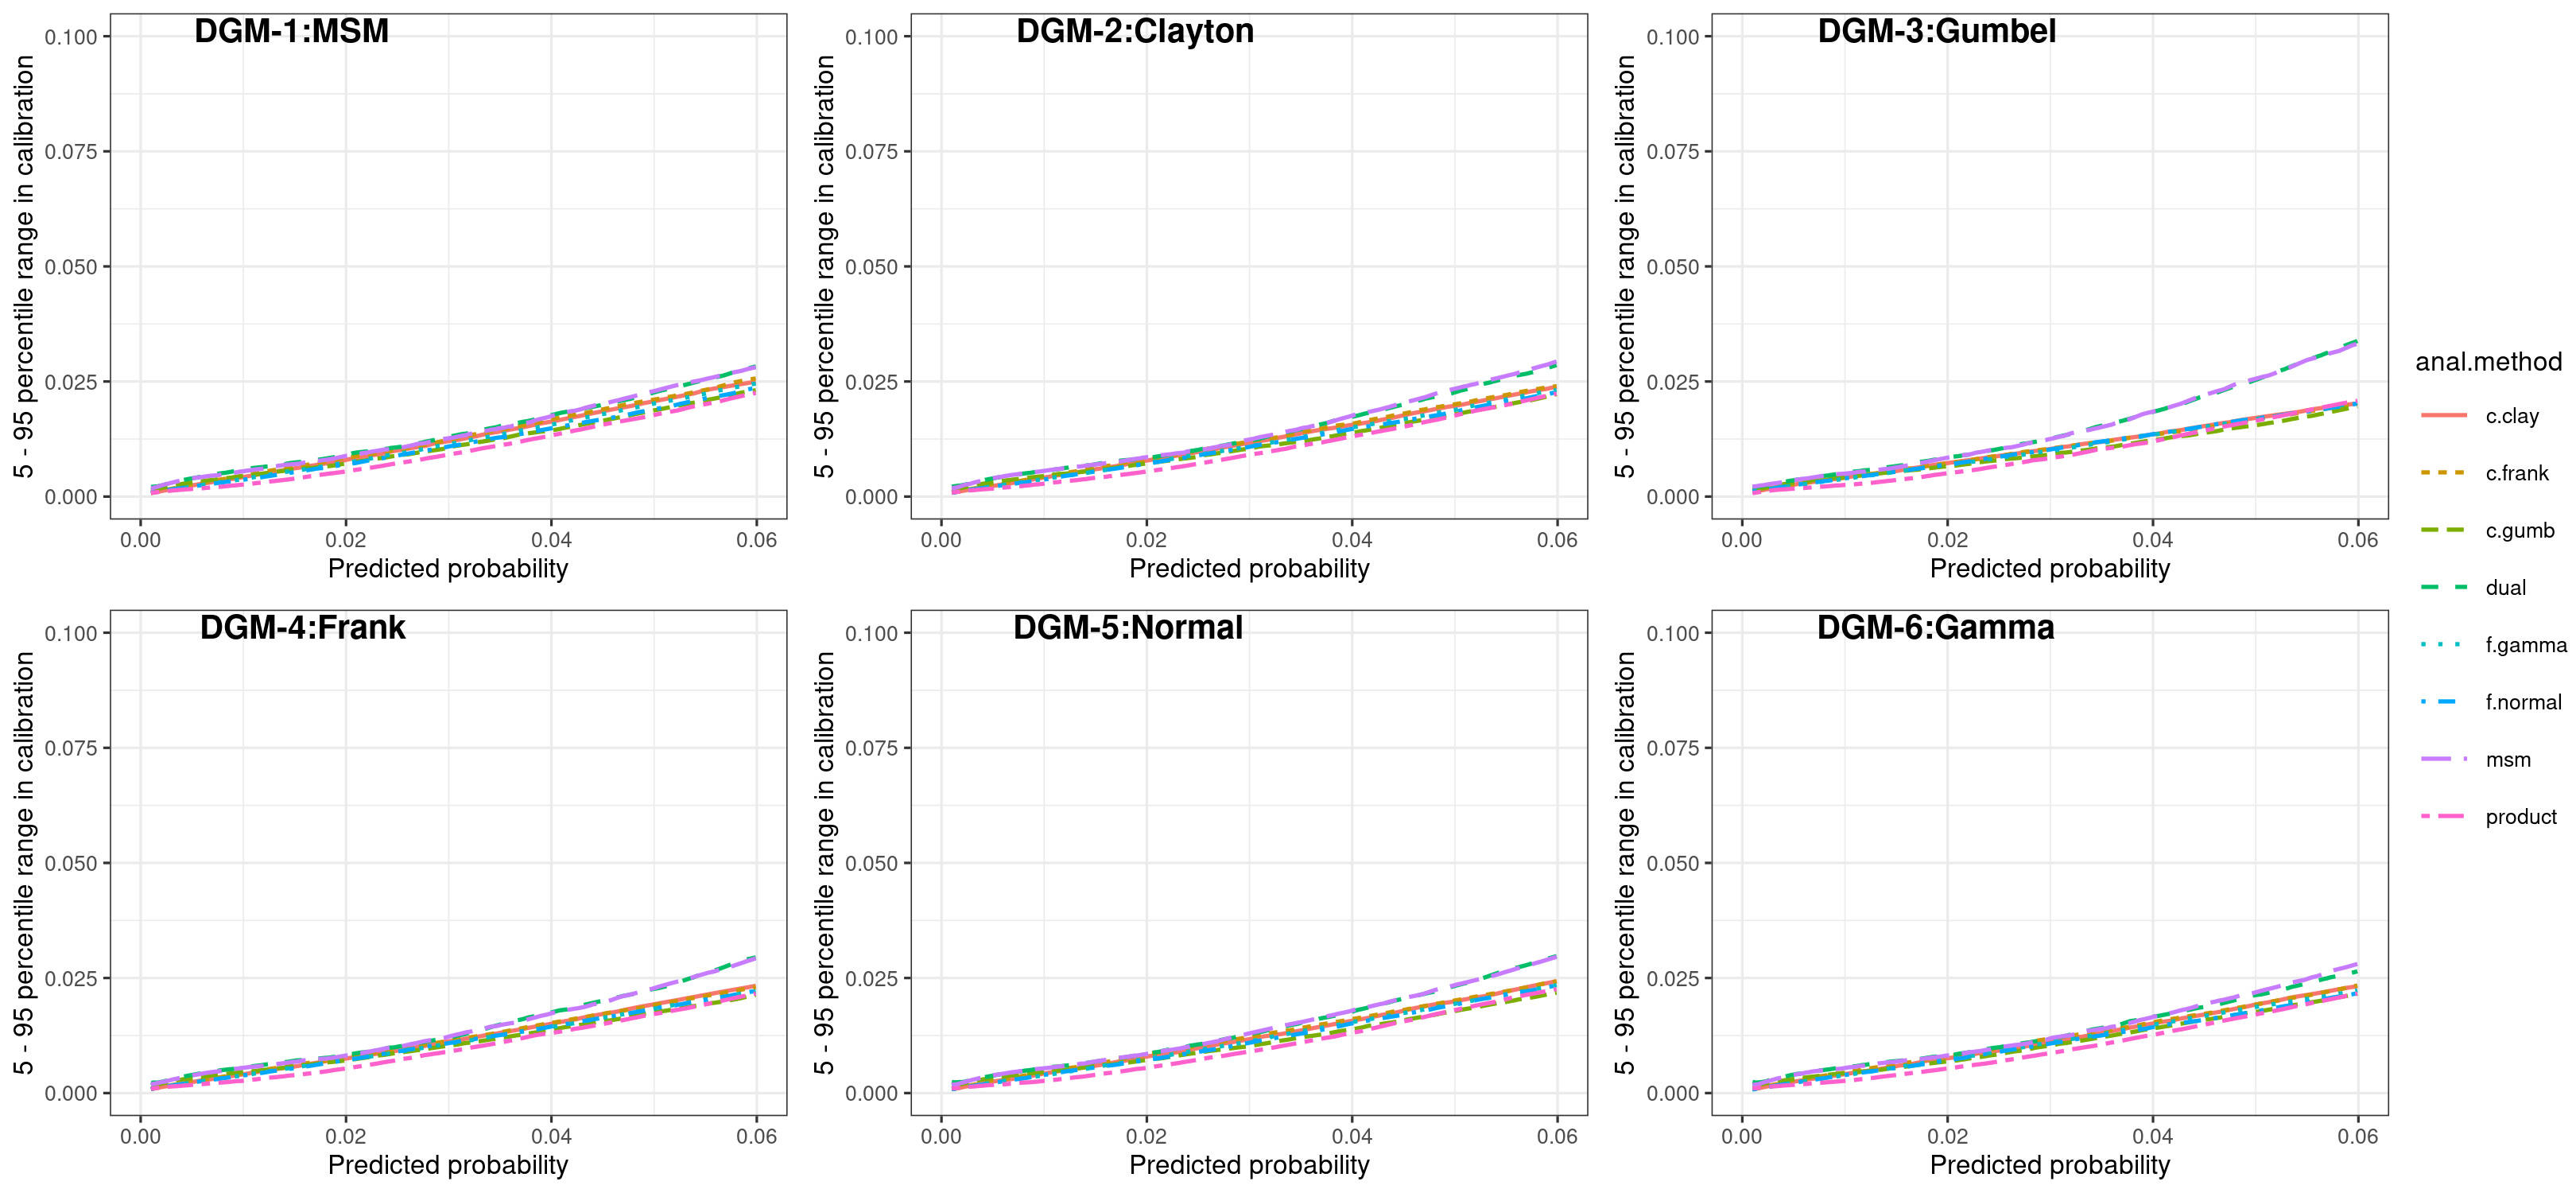 DGM-1:MSM
5 - 95 percentile range in calibration
0.100
0.075
0.050
0.025
0.000
0.00 0.02 0.04 0.06
Predicted probability
DGM-2:Clayton
5 - 95 percentile range in calibration
0.100
0.075
0.050
0.025
0.000
0.00 0.02 0.04 0.06
Predicted probability
DGM-3:Gumbel
5 - 95 percentile range in calibration
0.100
0.075
0.050
0.025
0.000
0.00 0.02 0.04 0.06
Predicted probability
DGM-4:Frank
5 - 95 percentile range in calibration
0.100
0.075
0.050
0.025
0.000
0.00 0.02 0.04 0.06
Predicted probability
DGM-5:Normal
5 - 95 percentile range in calibration
0.100
0.075
0.050
0.025
0.000
0.00 0.02 0.04 0.06
Predicted probability
DGM-6:Gamma
5 - 95 percentile range in calibration
0.100
0.075
0.050
0.025
0.000
0.00 0.02 0.04 0.06
Predicted probability
anal.method
c.clay
c.frank
c.gumb
dual
f.gamma
f.normal
msm
product